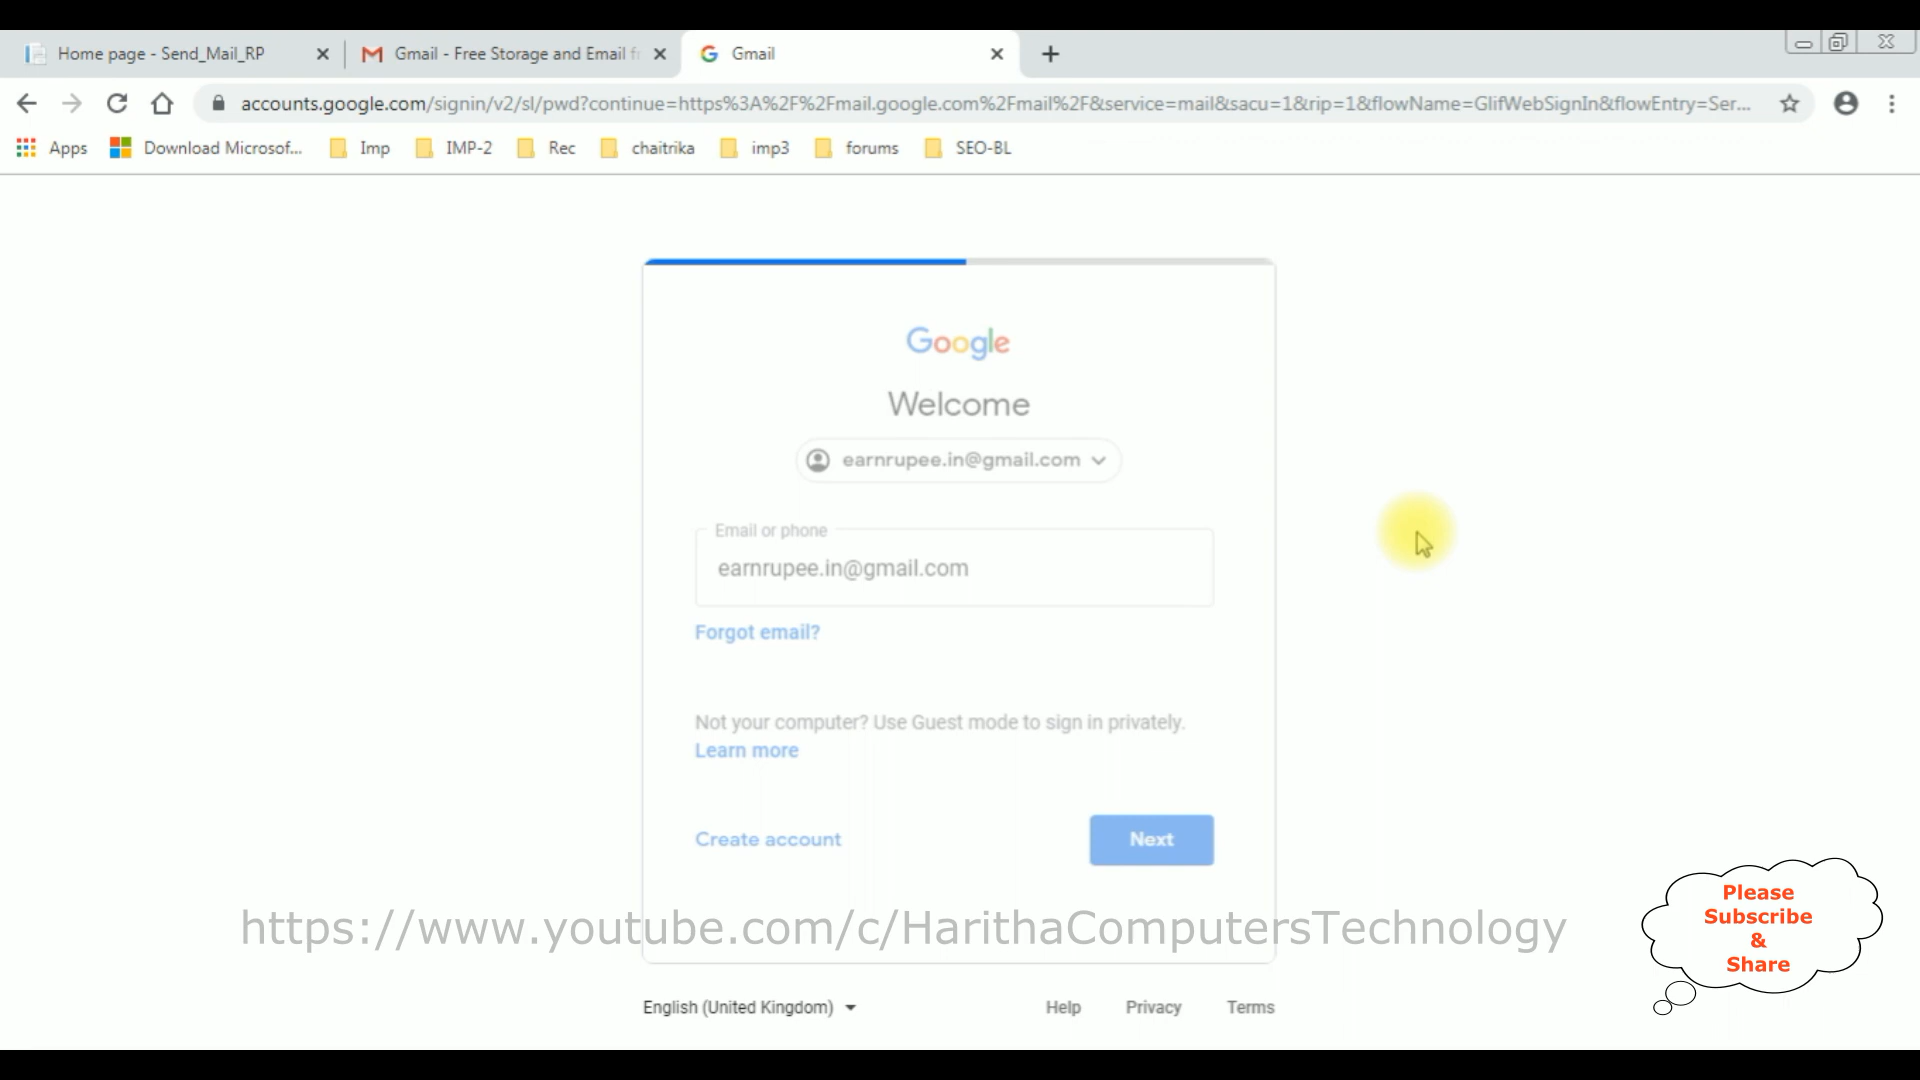 Home page - Send_Mail_RP
Gmail - Free Storage and Email fr
Gmail
accounts.google.com/signin/v2/sl/pwd?continue=https%3A%2F%2Fmail.google.com%2Fmail%2F&service=mail&sacu=1&rip=1&flowName=GlifWebSignIn&flowEntry=Ser...
Apps
Download Microsof...
Imp
IMP-2
Rec
chaitrika
imp3
forums
SEO-BL
Google
Welcome
earnrupee.in@gmail.com
Email or phone
earnrupee.in@gmail.com
Forgot email?
Not your computer? Use Guest mode to sign in privately.
Learn more
Create account
Next
https://www.youtube.com/c/HarithaComputersTechnology
Please
Subscribe
&
Share
English (United Kingdom)
Help
Privacy
Terms